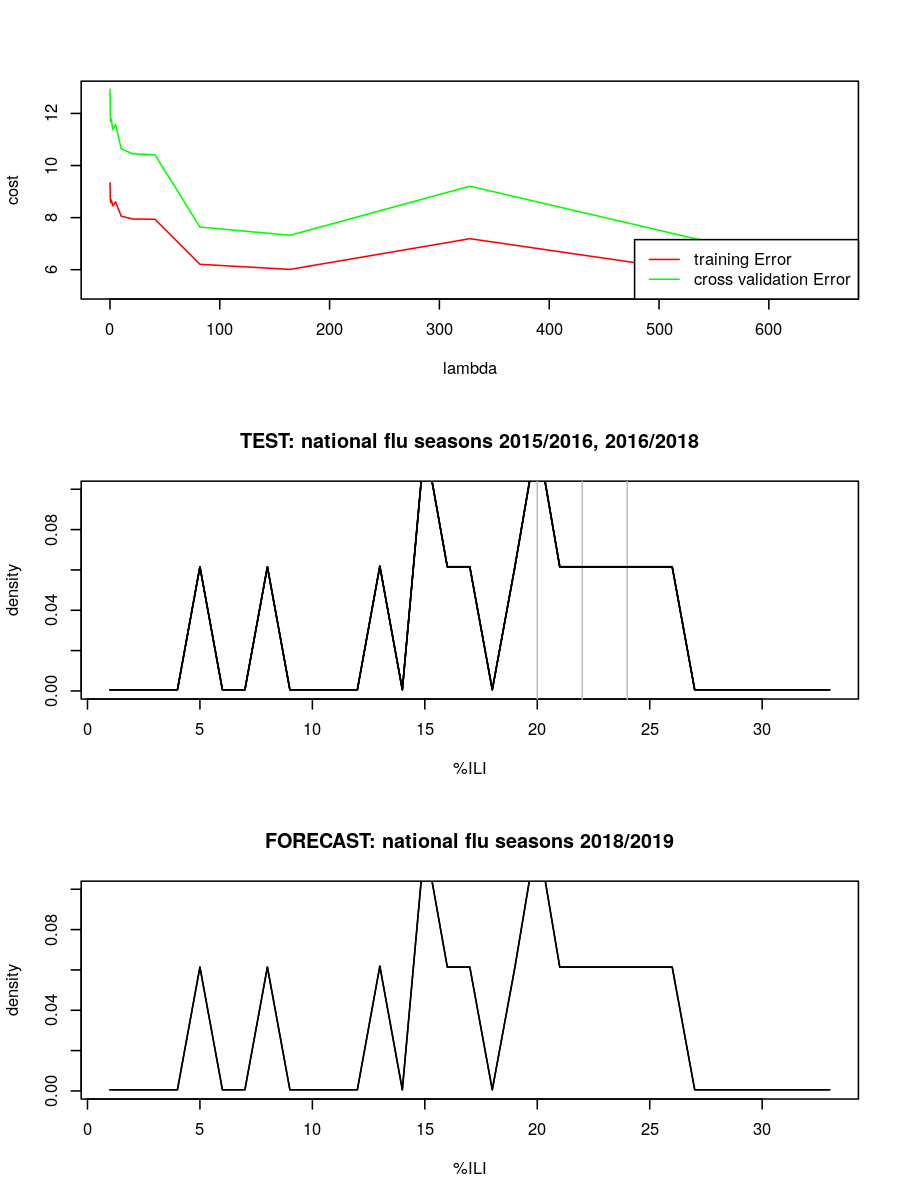 12
10
8
6
cost
training Error
cross validation Error
0 100 200 300 400 500 600
lambda
TEST: national flu seasons 2015/2016, 2016/2018
0.08
0.04
0.00
density
0 5 10 15 20 25 30
%ILI
FORECAST: national flu seasons 2018/2019
0.08
0.04
0.00
density
0 5 10 15 20 25 30
%ILI